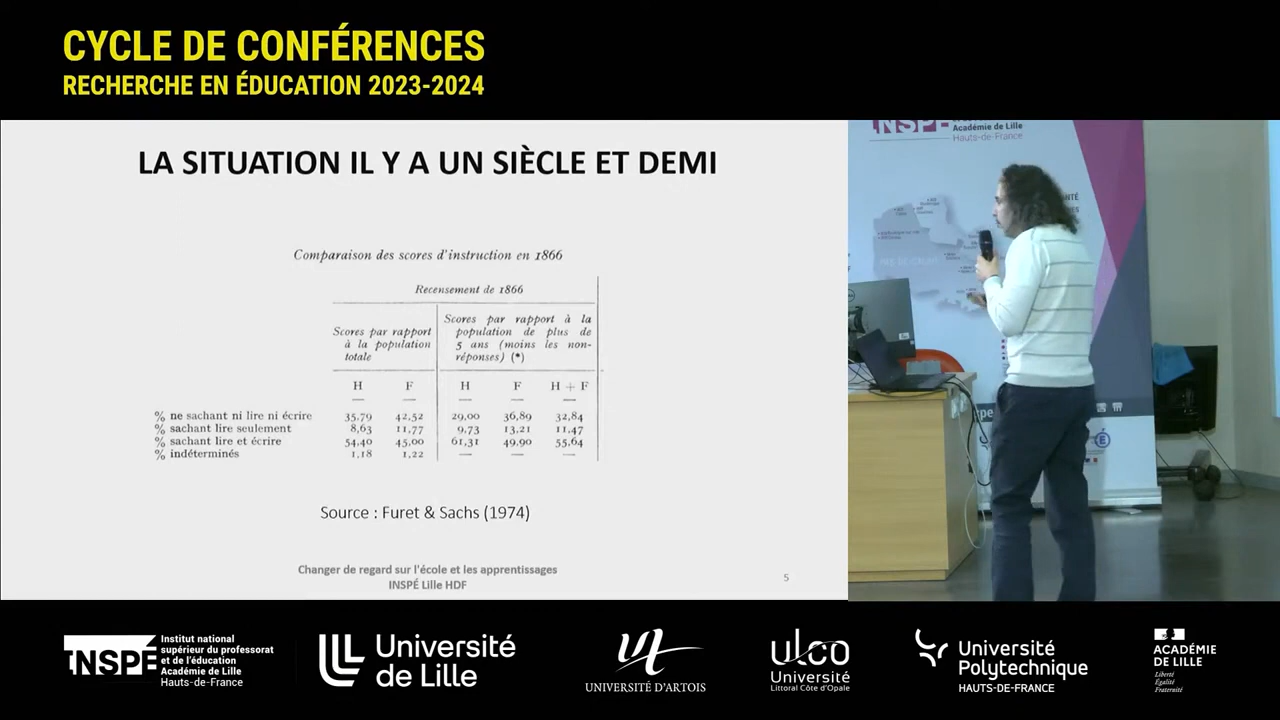 CYCLE DE CONFÉRENCES
RECHERCHE EN ÉDUCATION 2023-2024
LA SITUATION IL Y A UN SIÈCLE ET DEMI
Comparaison des scores d'instruction en 1866
Recensement de 1866
Scores par rapport à la population totale
Scores par rapport à la population de plus de 5 ans (moins les non-réponses) (*)
H F H F H + F
% ne sachant ni lire ni écrire 35,79 42,52 29,00 36,89 32,84
% sachant lire seulement 8,63 11,77 9,73 13,21 11,47
% sachant lire et écrire 54,40 45,00 61,31 49,90 55,64
% indéterminés 1,18 1,22 — — —
Source : Furet & Sachs (1974)
Changer de regard sur l'école et les apprentissages
INSPÉ Lille HDF
5
INSPÉ
Académie de Lille
Hauts-de-France
INSPÉ
Institut national
supérieur du professorat
et de l'éducation
Académie de Lille
Hauts-de-France
Université
de Lille
UNIVERSITÉ D'ARTOIS
ulco
Université
Littoral Côte d'Opale
Université
Polytechnique
HAUTS-DE-FRANCE
ACADÉMIE
DE LILLE
Liberté
Égalité
Fraternité